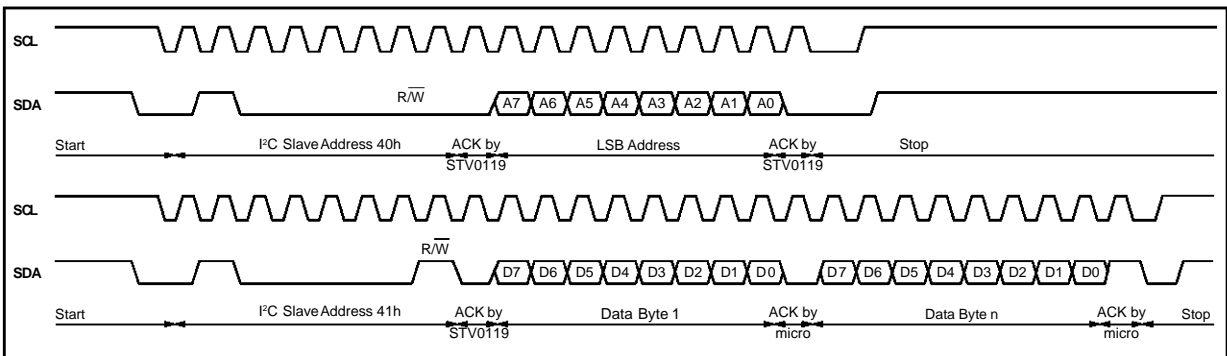 SCL
R/W
SDA A7 A6 A5 A4 A3 A2 A1 A0
Start I²C Slave Address 40h ACK by STV0119 LSB Address ACK by STV0119 Stop
SCL
R/W
SDA D7 D6 D5 D4 D3 D2 D1 D0 D7 D6 D5 D4 D3 D2 D1 D0
Start I²C Slave Address 41h ACK by STV0119 Data Byte 1 ACK by micro Data Byte n ACK by micro Stop